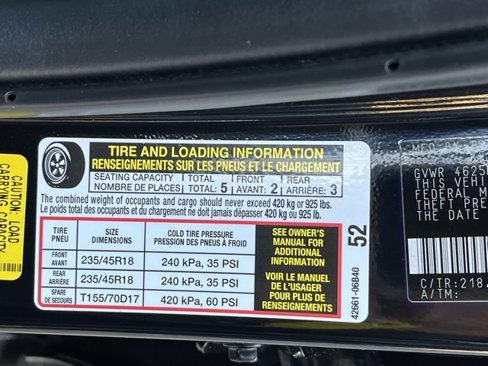 TIRE AND LOADING INFORMATION
RENSEIGNEMENTS SUR LES PNEUS ET LE CHARGEMENT
SEATING CAPACITY TOTAL: 5 FRONT: 2 REAR: 3
NOMBRE DE PLACES TOTAL: 5 AVANT: 2 ARRIÈRE: 3
The combined weight of occupants and cargo should never exceed 420 kg or 925 lbs.
Le poids total des occupants et du chargement ne doit jamais dépasser 420 kg ou 925 lb.
TIRE SIZE COLD TIRE PRESSURE
PNEU DIMENSIONS PRESSION DES PNEUS À FROID
FRONT
AVANT
235/45R18 240 kPa, 35 PSI
REAR
ARRIÈRE
235/45R18 240 kPa, 35 PSI
SPARE
DE SECOURS
T155/70D17 420 kPa, 60 PSI
SEE OWNER'S
MANUAL FOR
ADDITIONAL
INFORMATION
VOIR LE MANUEL
DE L'USAGER
POUR PLUS DE
RENSEIGNEMENTS
52
42661-06B40
CAUTION: LOAD
CARRYING CAPACITY
GVWR 4625
THIS VEHI
FEDERAL M
THEFT PRE
THE DATE
C/TR:218
A/TM: